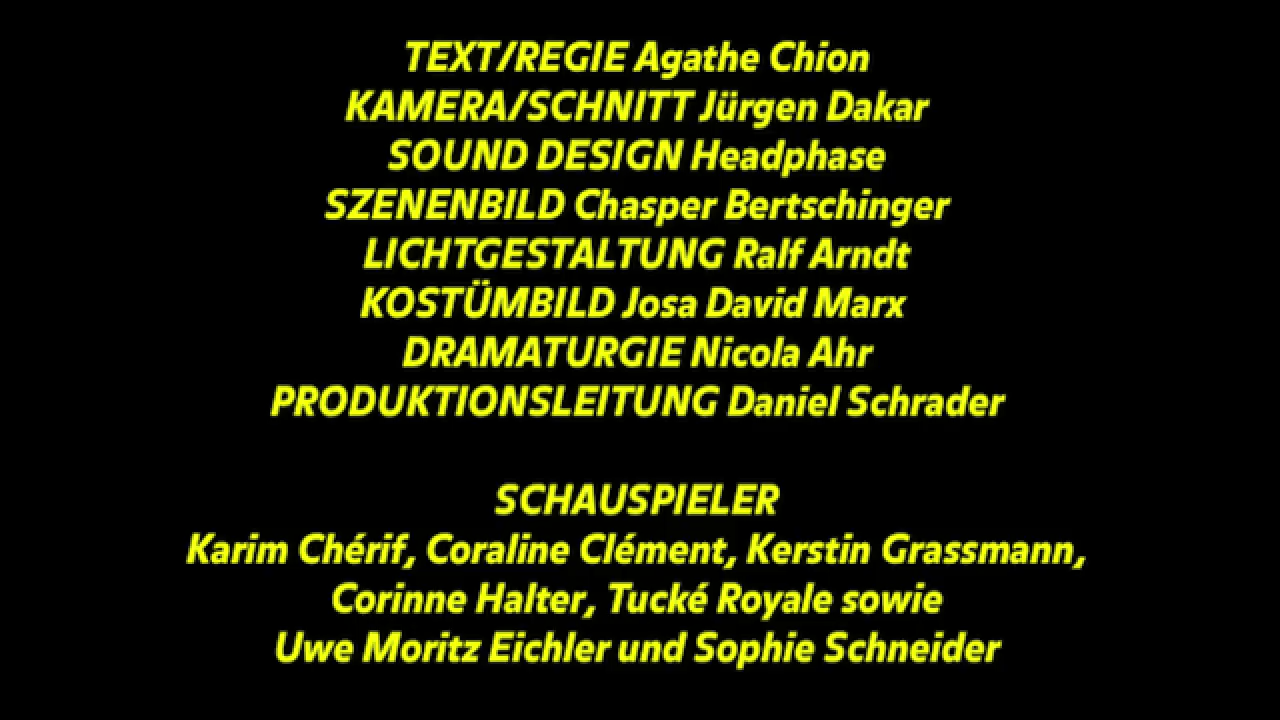 TEXT/REGIE Agathe Chion
KAMERA/SCHNITT Jürgen Dakar
SOUND DESIGN Headphase
SZENENBILD Chasper Bertschinger
LICHTGESTALTUNG Ralf Arndt
KOSTÜMBILD Josa David Marx
DRAMATURGIE Nicola Ahr
PRODUKTIONSLEITUNG Daniel Schrader
SCHAUSPIELER
Karim Chérif, Coraline Clément, Kerstin Grassmann,
Corinne Halter, Tucké Royale sowie
Uwe Moritz Eichler und Sophie Schneider